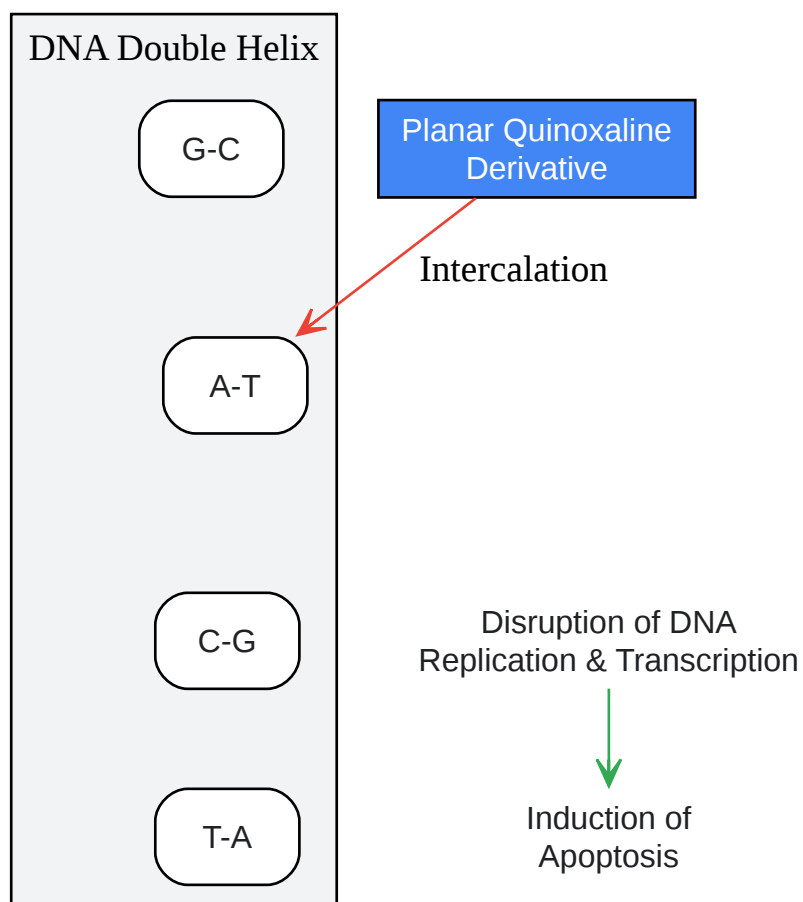 DNA Double Helix
G-C
Planar Quinoxaline
Derivative
Intercalation
A-T
C-G
Disruption of DNA
Replication & Transcription
T-A
Induction of
Apoptosis